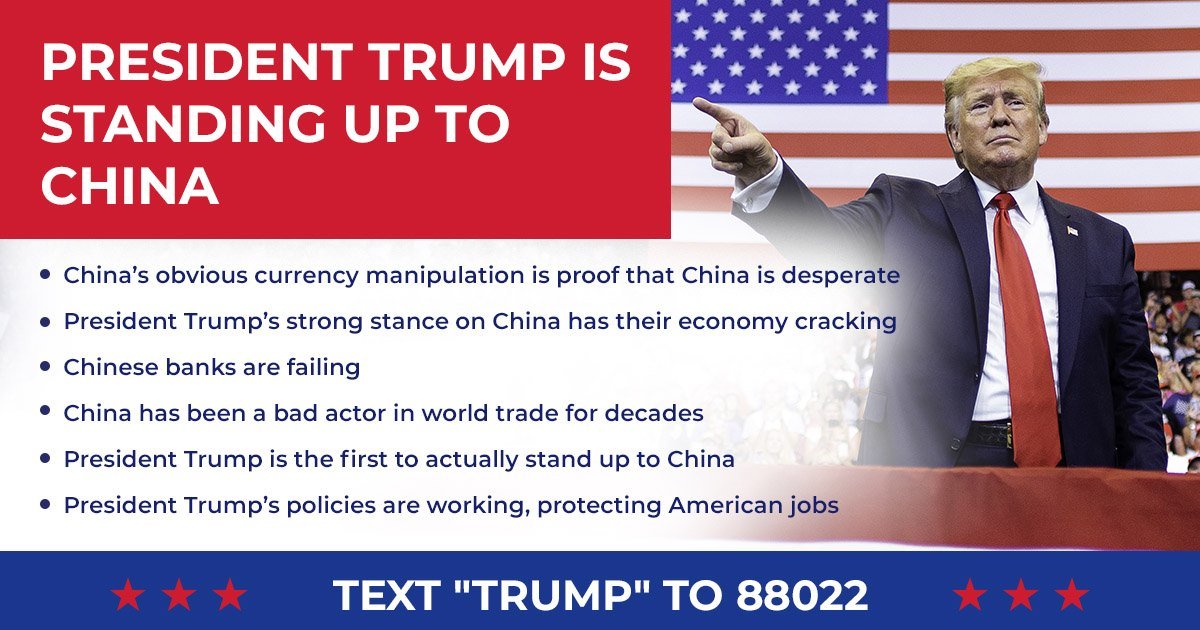 PRESIDENT TRUMP IS
STANDING UP TO
CHINA
• China’s obvious currency manipulation is proof that China is desperate
• President Trump’s strong stance on China has their economy cracking
• Chinese banks are failing
• China has been a bad actor in world trade for decades
• President Trump is the first to actually stand up to China
• President Trump’s policies are working, protecting American jobs
TEXT "TRUMP" TO 88022